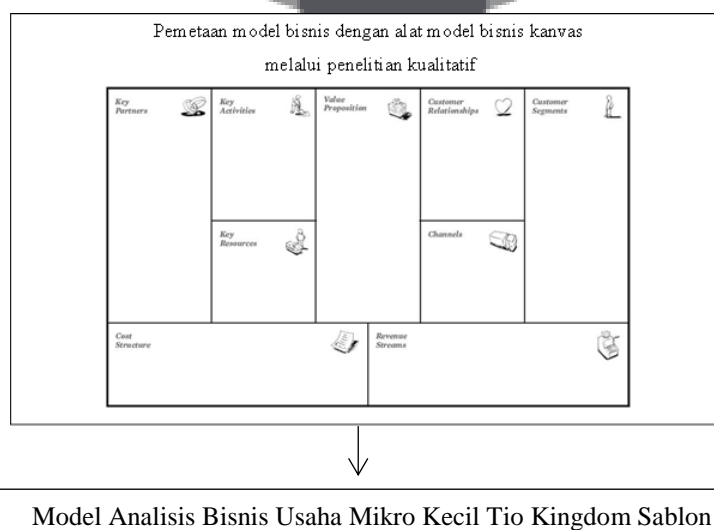 Pemetaan model bisnis dengan alat model bisnis kanvas
melalui penelitian kualitatif
Key
Partners
Key
Activities
Value
Proposition
Customer
Relationships
Customer
Segments
Key
Resources
Channels
Cost
Structure
Revenue
Streams
Model Analisis Bisnis Usaha Mikro Kecil Tio Kingdom Sablon